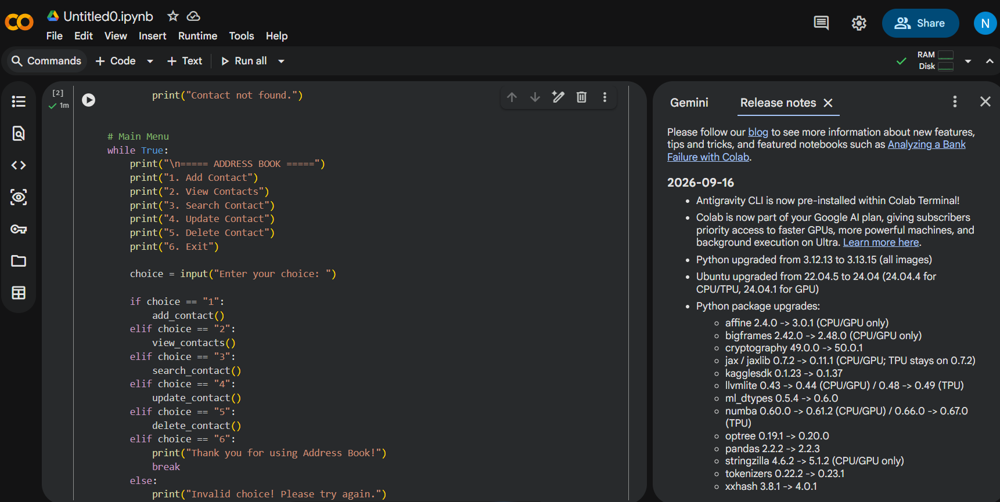 Untitled0.ipynb
File Edit View Insert Runtime Tools Help
Share
N
Commands + Code + Text Run all
RAM
Disk
[2]
1m
        print("Contact not found.")
# Main Menu
while True:
    print("\n===== ADDRESS BOOK =====")
    print("1. Add Contact")
    print("2. View Contacts")
    print("3. Search Contact")
    print("4. Update Contact")
    print("5. Delete Contact")
    print("6. Exit")
    choice = input("Enter your choice: ")
    if choice == "1":
        add_contact()
    elif choice == "2":
        view_contacts()
    elif choice == "3":
        search_contact()
    elif choice == "4":
        update_contact()
    elif choice == "5":
        delete_contact()
    elif choice == "6":
        print("Thank you for using Address Book!")
        break
    else:
        print("Invalid choice! Please try again.")
Gemini Release notes
Please follow our blog to see more information about new features,
tips and tricks, and featured notebooks such as Analyzing a Bank
Failure with Colab.
2026-09-16
• Antigravity CLI is now pre-installed within Colab Terminal!
• Colab is now part of your Google AI plan, giving subscribers
priority access to faster GPUs, more powerful machines, and
background execution on Ultra. Learn more here.
• Python upgraded from 3.12.13 to 3.13.15 (all images)
• Ubuntu upgraded from 22.04.5 to 24.04 (24.04.4 for
CPU/TPU, 24.04.1 for GPU)
• Python package upgrades:
◦ affine 2.4.0 -> 3.0.1 (CPU/GPU only)
◦ bigframes 2.42.0 -> 2.48.0 (CPU/GPU only)
◦ cryptography 49.0.0 -> 50.0.1
◦ jax / jaxlib 0.7.2 -> 0.11.1 (CPU/GPU; TPU stays on 0.7.2)
◦ kagglesdk 0.1.23 -> 0.1.37
◦ llvmlite 0.43 -> 0.44 (CPU/GPU) / 0.48 -> 0.49 (TPU)
◦ ml_dtypes 0.5.4 -> 0.6.0
◦ numba 0.60.0 -> 0.61.2 (CPU/GPU) / 0.66.0 -> 0.67.0
(TPU)
◦ optree 0.19.1 -> 0.20.0
◦ pandas 2.2.2 -> 2.2.3
◦ stringzilla 4.6.2 -> 5.1.2 (CPU/GPU only)
◦ tokenizers 0.22.2 -> 0.23.1
◦ xxhash 3.8.1 -> 4.0.1